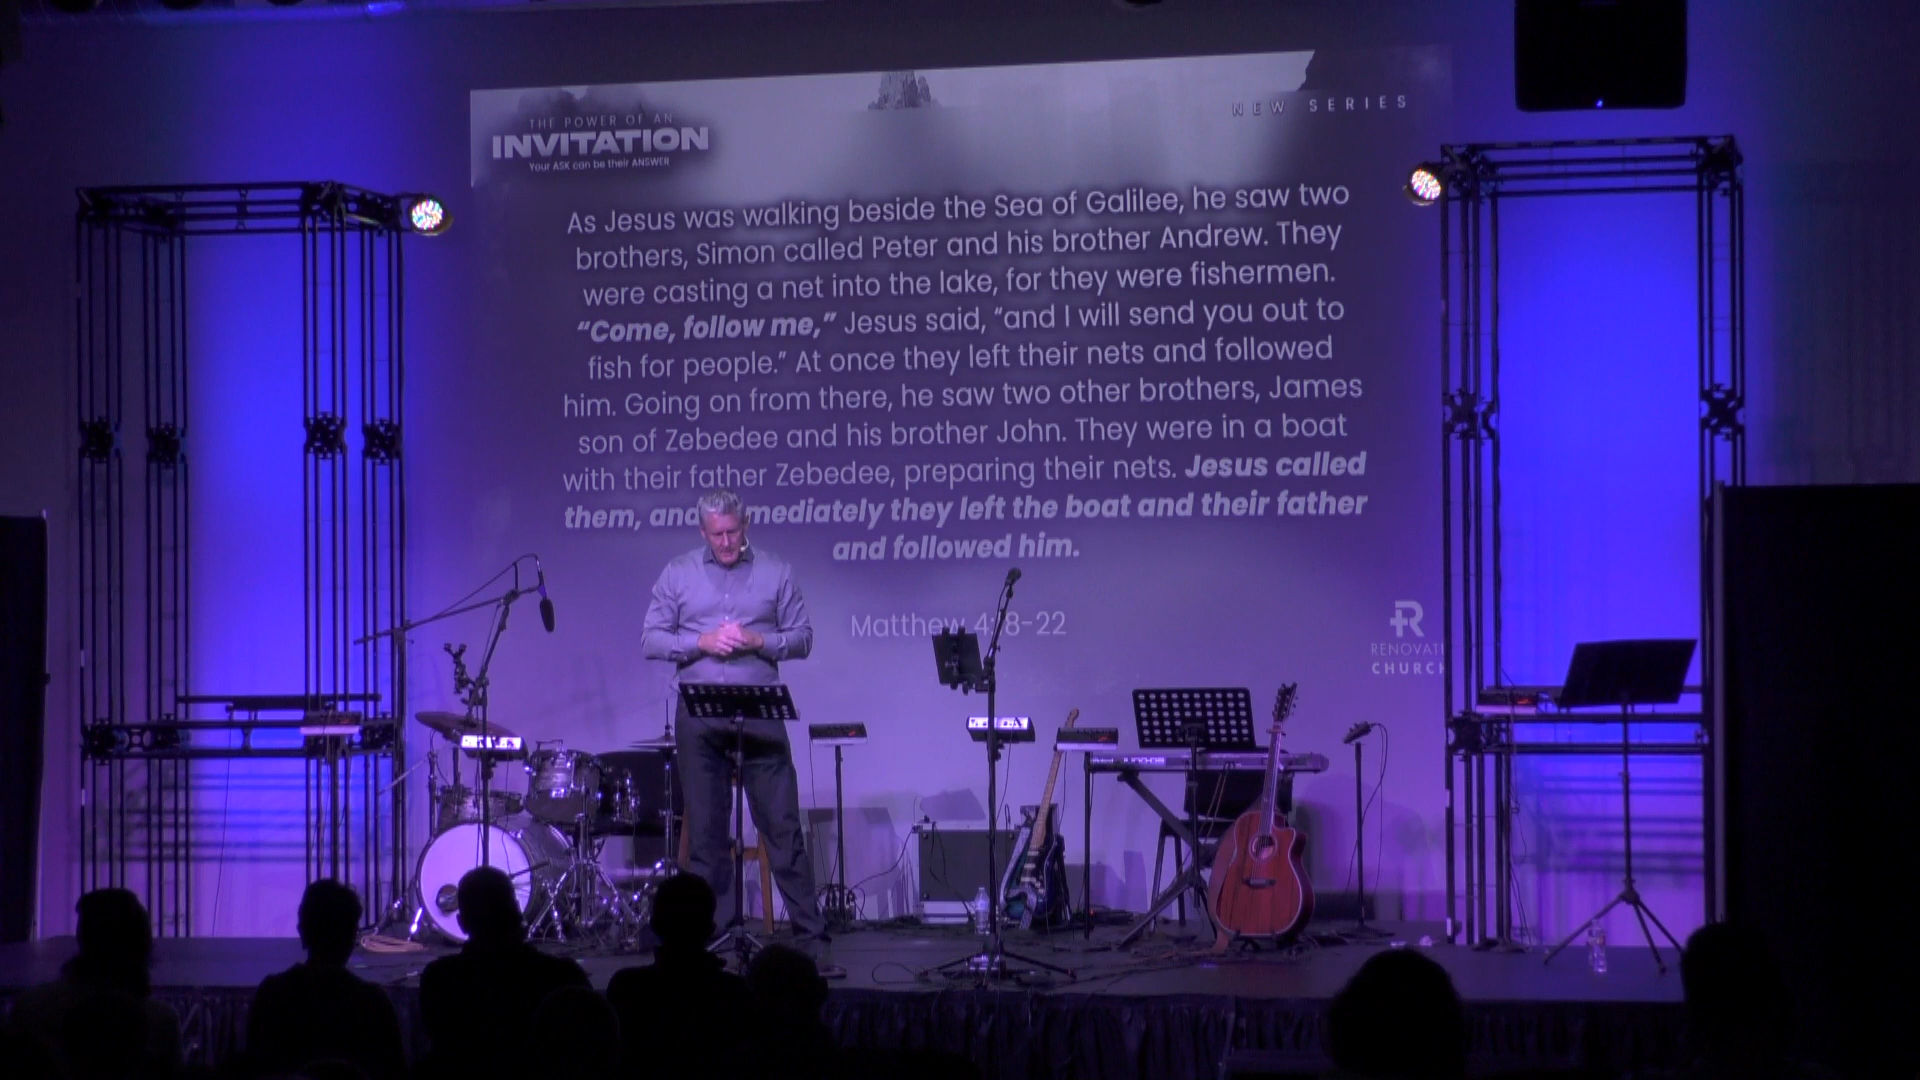 THE POWER OF AN
INVITATION
Your ASK can be their ANSWER
NEW SERIES
As Jesus was walking beside the Sea of Galilee, he saw two
brothers, Simon called Peter and his brother Andrew. They
were casting a net into the lake, for they were fishermen.
“Come, follow me,” Jesus said, “and I will send you out to
fish for people.” At once they left their nets and followed
him. Going on from there, he saw two other brothers, James
son of Zebedee and his brother John. They were in a boat
with their father Zebedee, preparing their nets. Jesus called
them, and mediately they left the boat and their father
and followed him.
Matthew 4: 8-22
RENOVATE
CHURCH